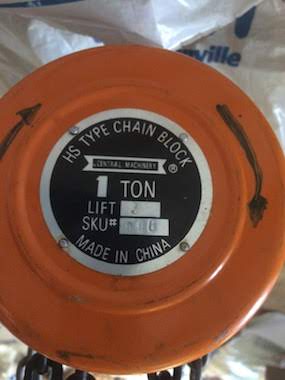 ville
HS TYPE CHAIN BLOCK
CENTRAL MACHINERY ®
1 TON
LIFT
SKU#
MADE IN CHINA